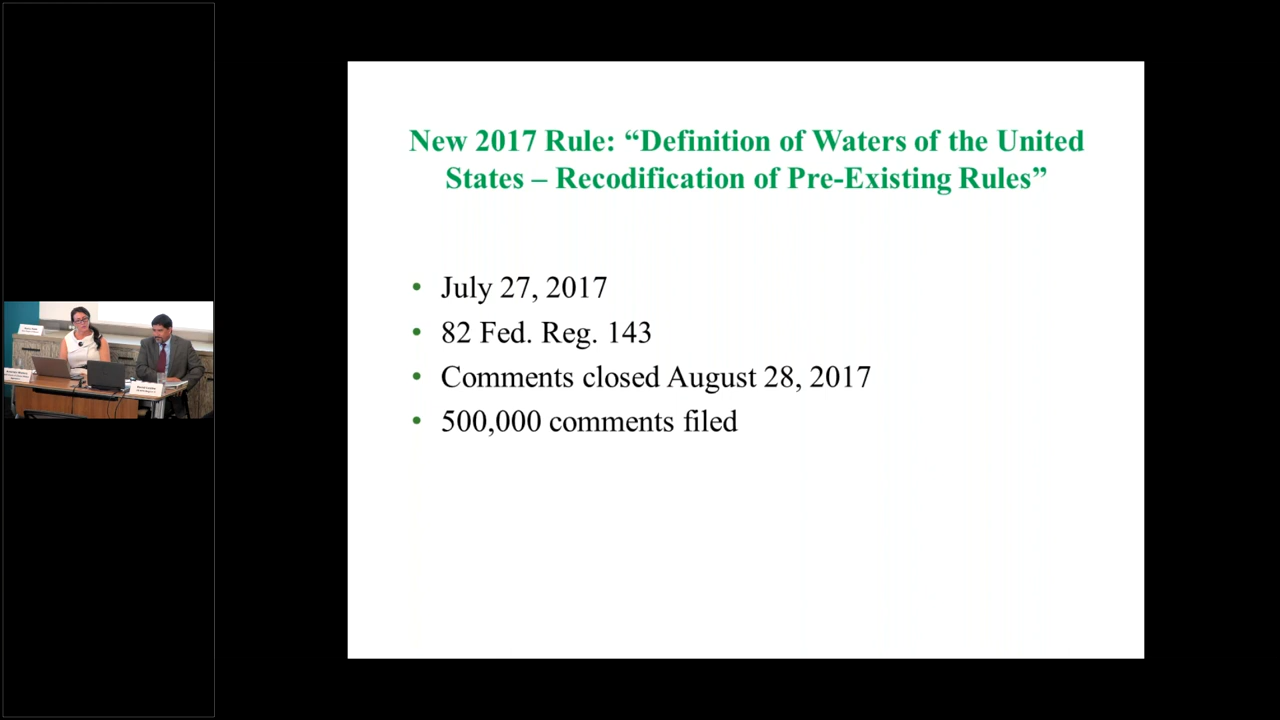 New 2017 Rule: “Definition of Waters of the United
States – Recodification of Pre-Existing Rules”
• July 27, 2017
• 82 Fed. Reg. 143
• Comments closed August 28, 2017
• 500,000 comments filed